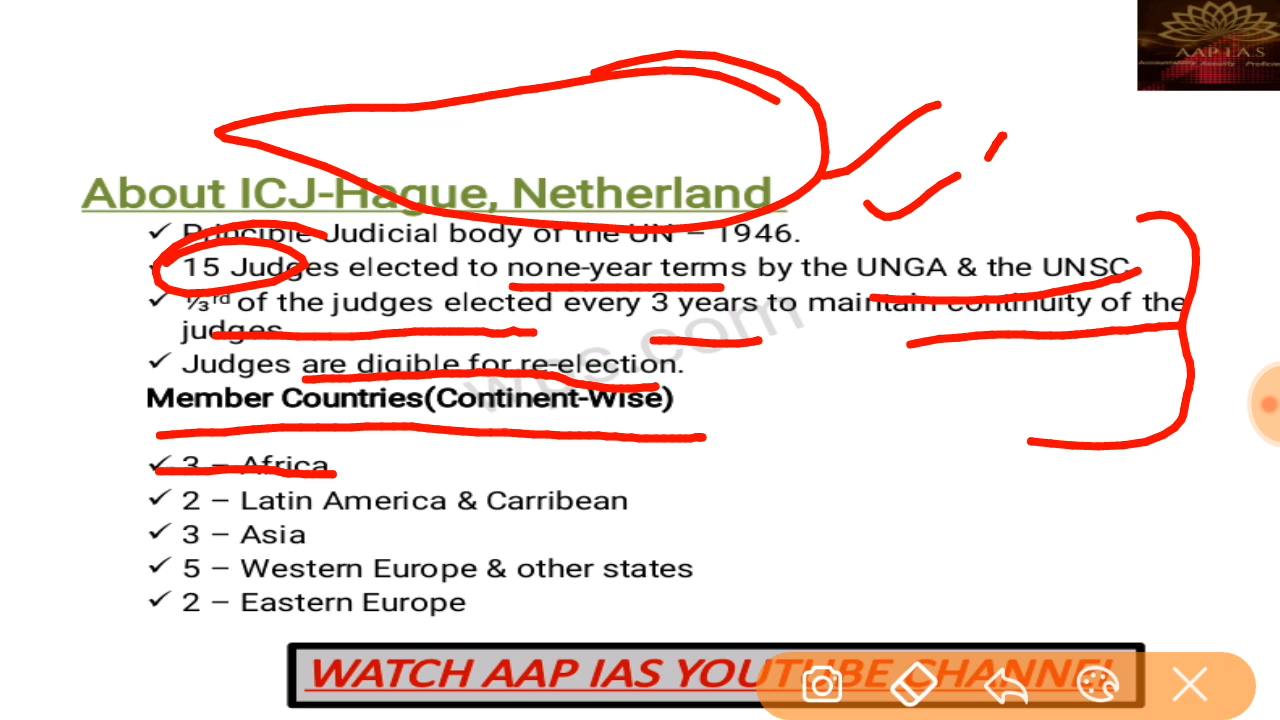 AAP I.A.S
About ICJ-Hague, Netherland
✓ Principle Judicial body of the UN – 1946.
✓ 15 Judges elected to none-year terms by the UNGA & the UNSC
✓ ⅓rd of the judges elected every 3 years to maintain continuity of the
judges
✓ Judges are digible for re-election.
Member Countries(Continent-Wise)
✓ 3 – Africa
✓ 2 – Latin America & Carribean
✓ 3 – Asia
✓ 5 – Western Europe & other states
✓ 2 – Eastern Europe
wps.com
WATCH AAP IAS YOUTUBE CHANNEL